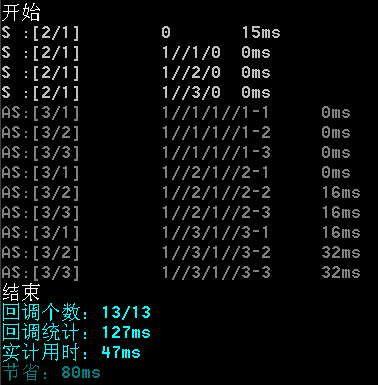 开始
S :[2/1] 0 15ms
S :[2/1] 1//1/0 0ms
S :[2/1] 1//2/0 0ms
S :[2/1] 1//3/0 0ms
AS:[3/1] 1//1/1//1-1 0ms
AS:[3/2] 1//1/1//1-2 0ms
AS:[3/3] 1//1/1//1-3 0ms
AS:[3/1] 1//2/1//2-1 0ms
AS:[3/2] 1//2/1//2-2 16ms
AS:[3/3] 1//2/1//2-3 16ms
AS:[3/1] 1//3/1//3-1 16ms
AS:[3/2] 1//3/1//3-2 32ms
AS:[3/3] 1//3/1//3-3 32ms
结束
回调个数：13/13
回调统计：127ms
实计用时：47ms
节省：80ms